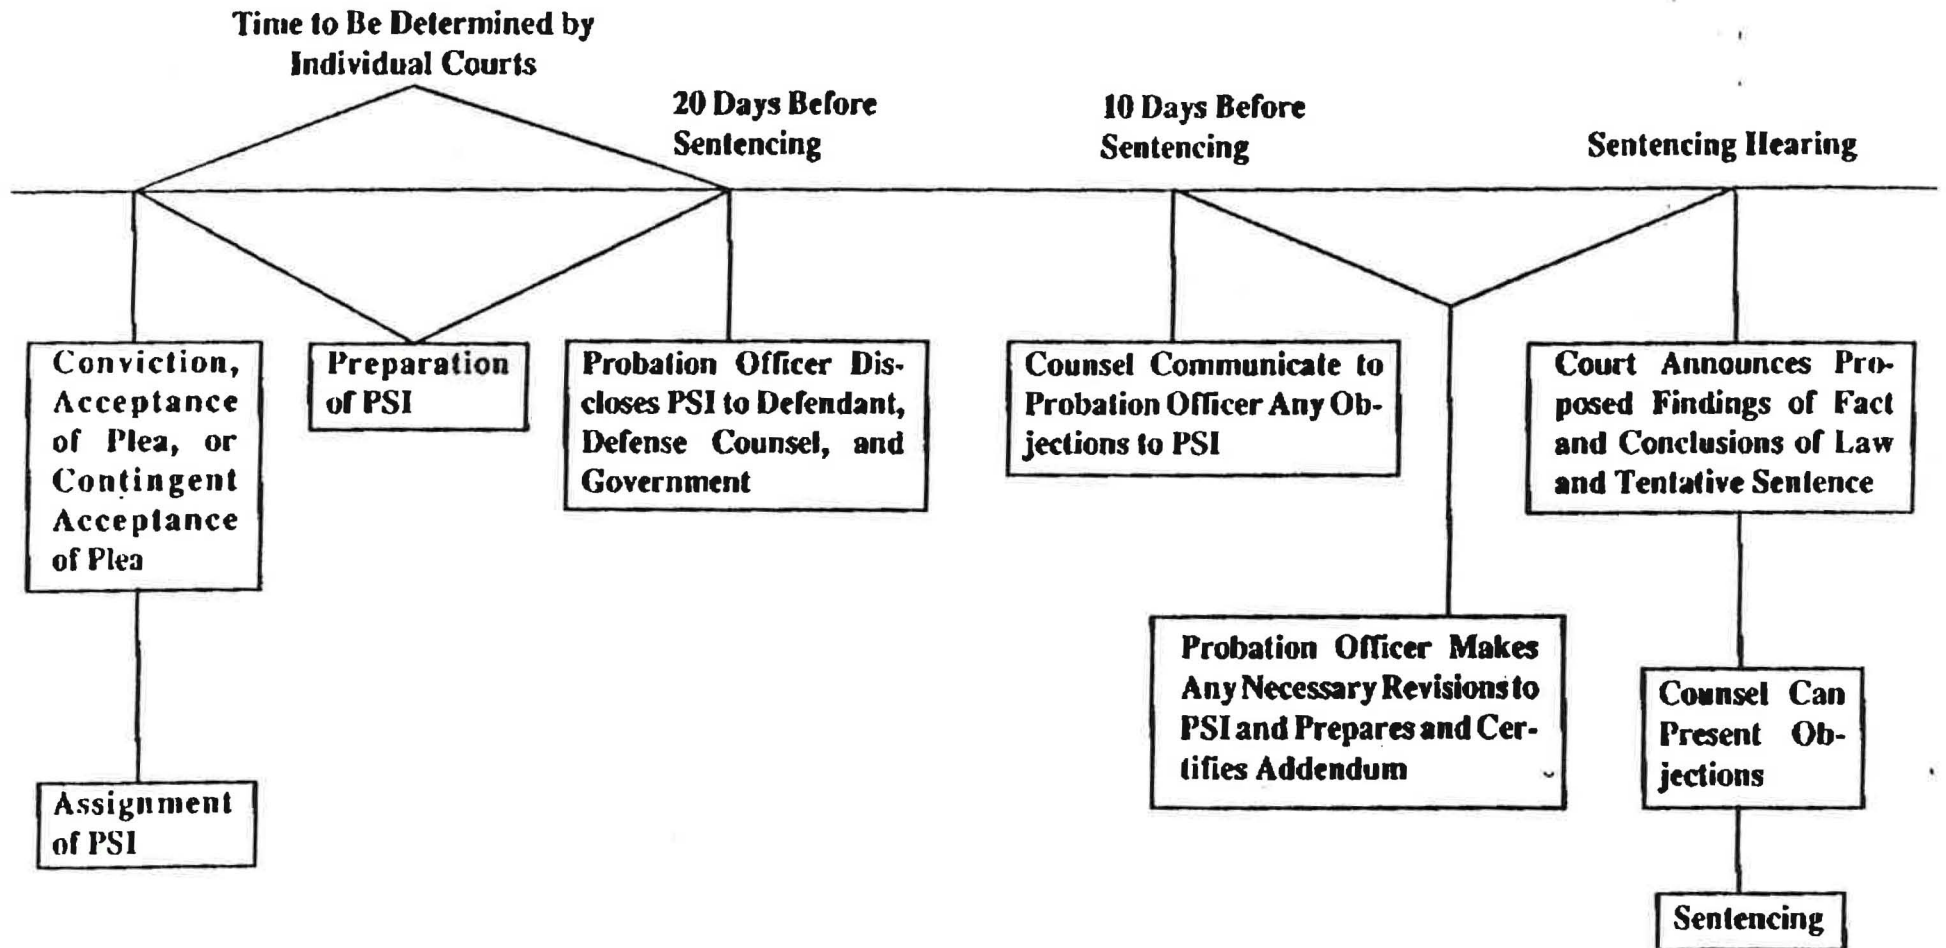 Time to Be Determined by
Individual Courts
20 Days Before
Sentencing
10 Days Before
Sentencing
Sentencing Hearing
Conviction,
Acceptance
of Plea, or
Contingent
Acceptance
of Plea
Preparation
of PSI
Probation Officer Dis-
closes PSI to Defendant,
Defense Counsel, and
Government
Counsel Communicate to
Probation Officer Any Ob-
jections to PSI
Court Announces Pro-
posed Findings of Fact
and Conclusions of Law
and Tentative Sentence
Probation Officer Makes
Any Necessary Revisions to
PSI and Prepares and Cer-
tifies Addendum
Counsel Can
Present Ob-
jections
Assignment
of PSI
Sentencing